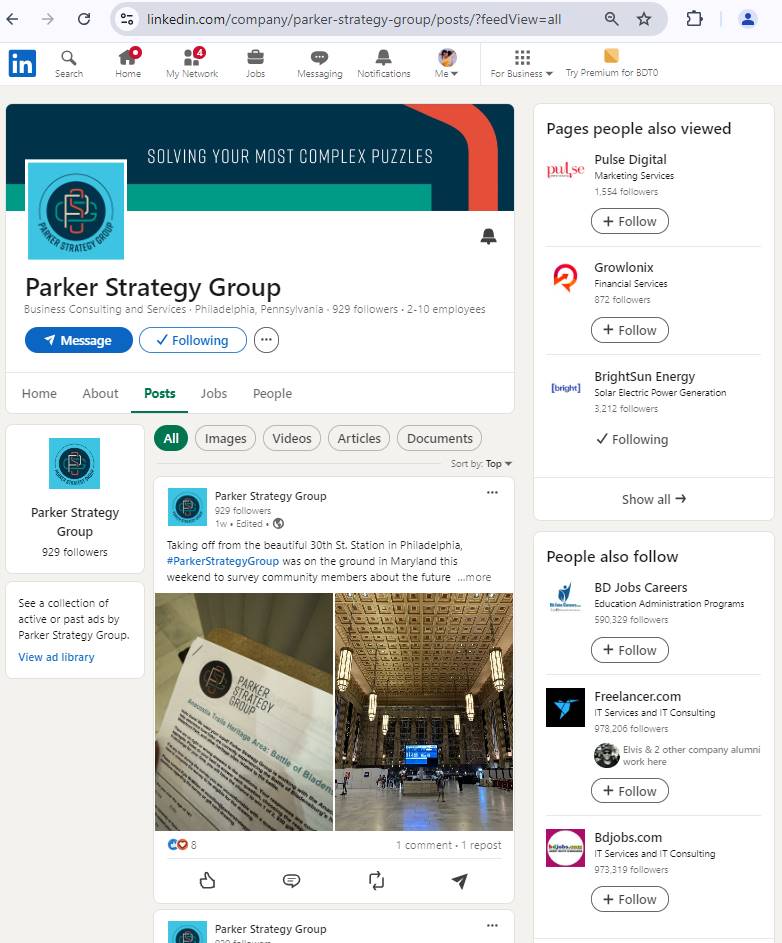 linkedin.com/company/parker-strategy-group/posts/?feedView=all
in
Search
Home
4
My Network
Jobs
Messaging
Notifications
Me
For Business
Try Premium for BDT0
SOLVING YOUR MOST COMPLEX PUZZLES
PARKER STRATEGY GROUP
Parker Strategy Group
Business Consulting and Services · Philadelphia, Pennsylvania · 929 followers · 2-10 employees
Message
Following
Home
About
Posts
Jobs
People
Parker Strategy
Group
929 followers
See a collection of
active or past ads by
Parker Strategy Group.
View ad library
All
Images
Videos
Articles
Documents
Sort by: Top
Parker Strategy Group
929 followers
1w • Edited •
Taking off from the beautiful 30th St. Station in Philadelphia,
#ParkerStrategyGroup was on the ground in Maryland this
weekend to survey community members about the future ...more
PARKER
STRATEGY
GROUP
Anacostia Trails Heritage Area: Battle of
8
1 comment · 1 repost
Parker Strategy Group
929 followers
Pages people also viewed
pulse
Pulse Digital
Marketing Services
1,554 followers
+ Follow
Growlonix
Financial Services
872 followers
+ Follow
[bright]
BrightSun Energy
Solar Electric Power Generation
3,212 followers
Following
Show all
People also follow
BD Jobs Careers
Education Administration Programs
590,329 followers
+ Follow
Freelancer.com
IT Services and IT Consulting
978,206 followers
Elvis & 2 other company alumni
work here
+ Follow
bdjobs.com
Bdjobs.com
IT Services and IT Consulting
973,319 followers
+ Follow